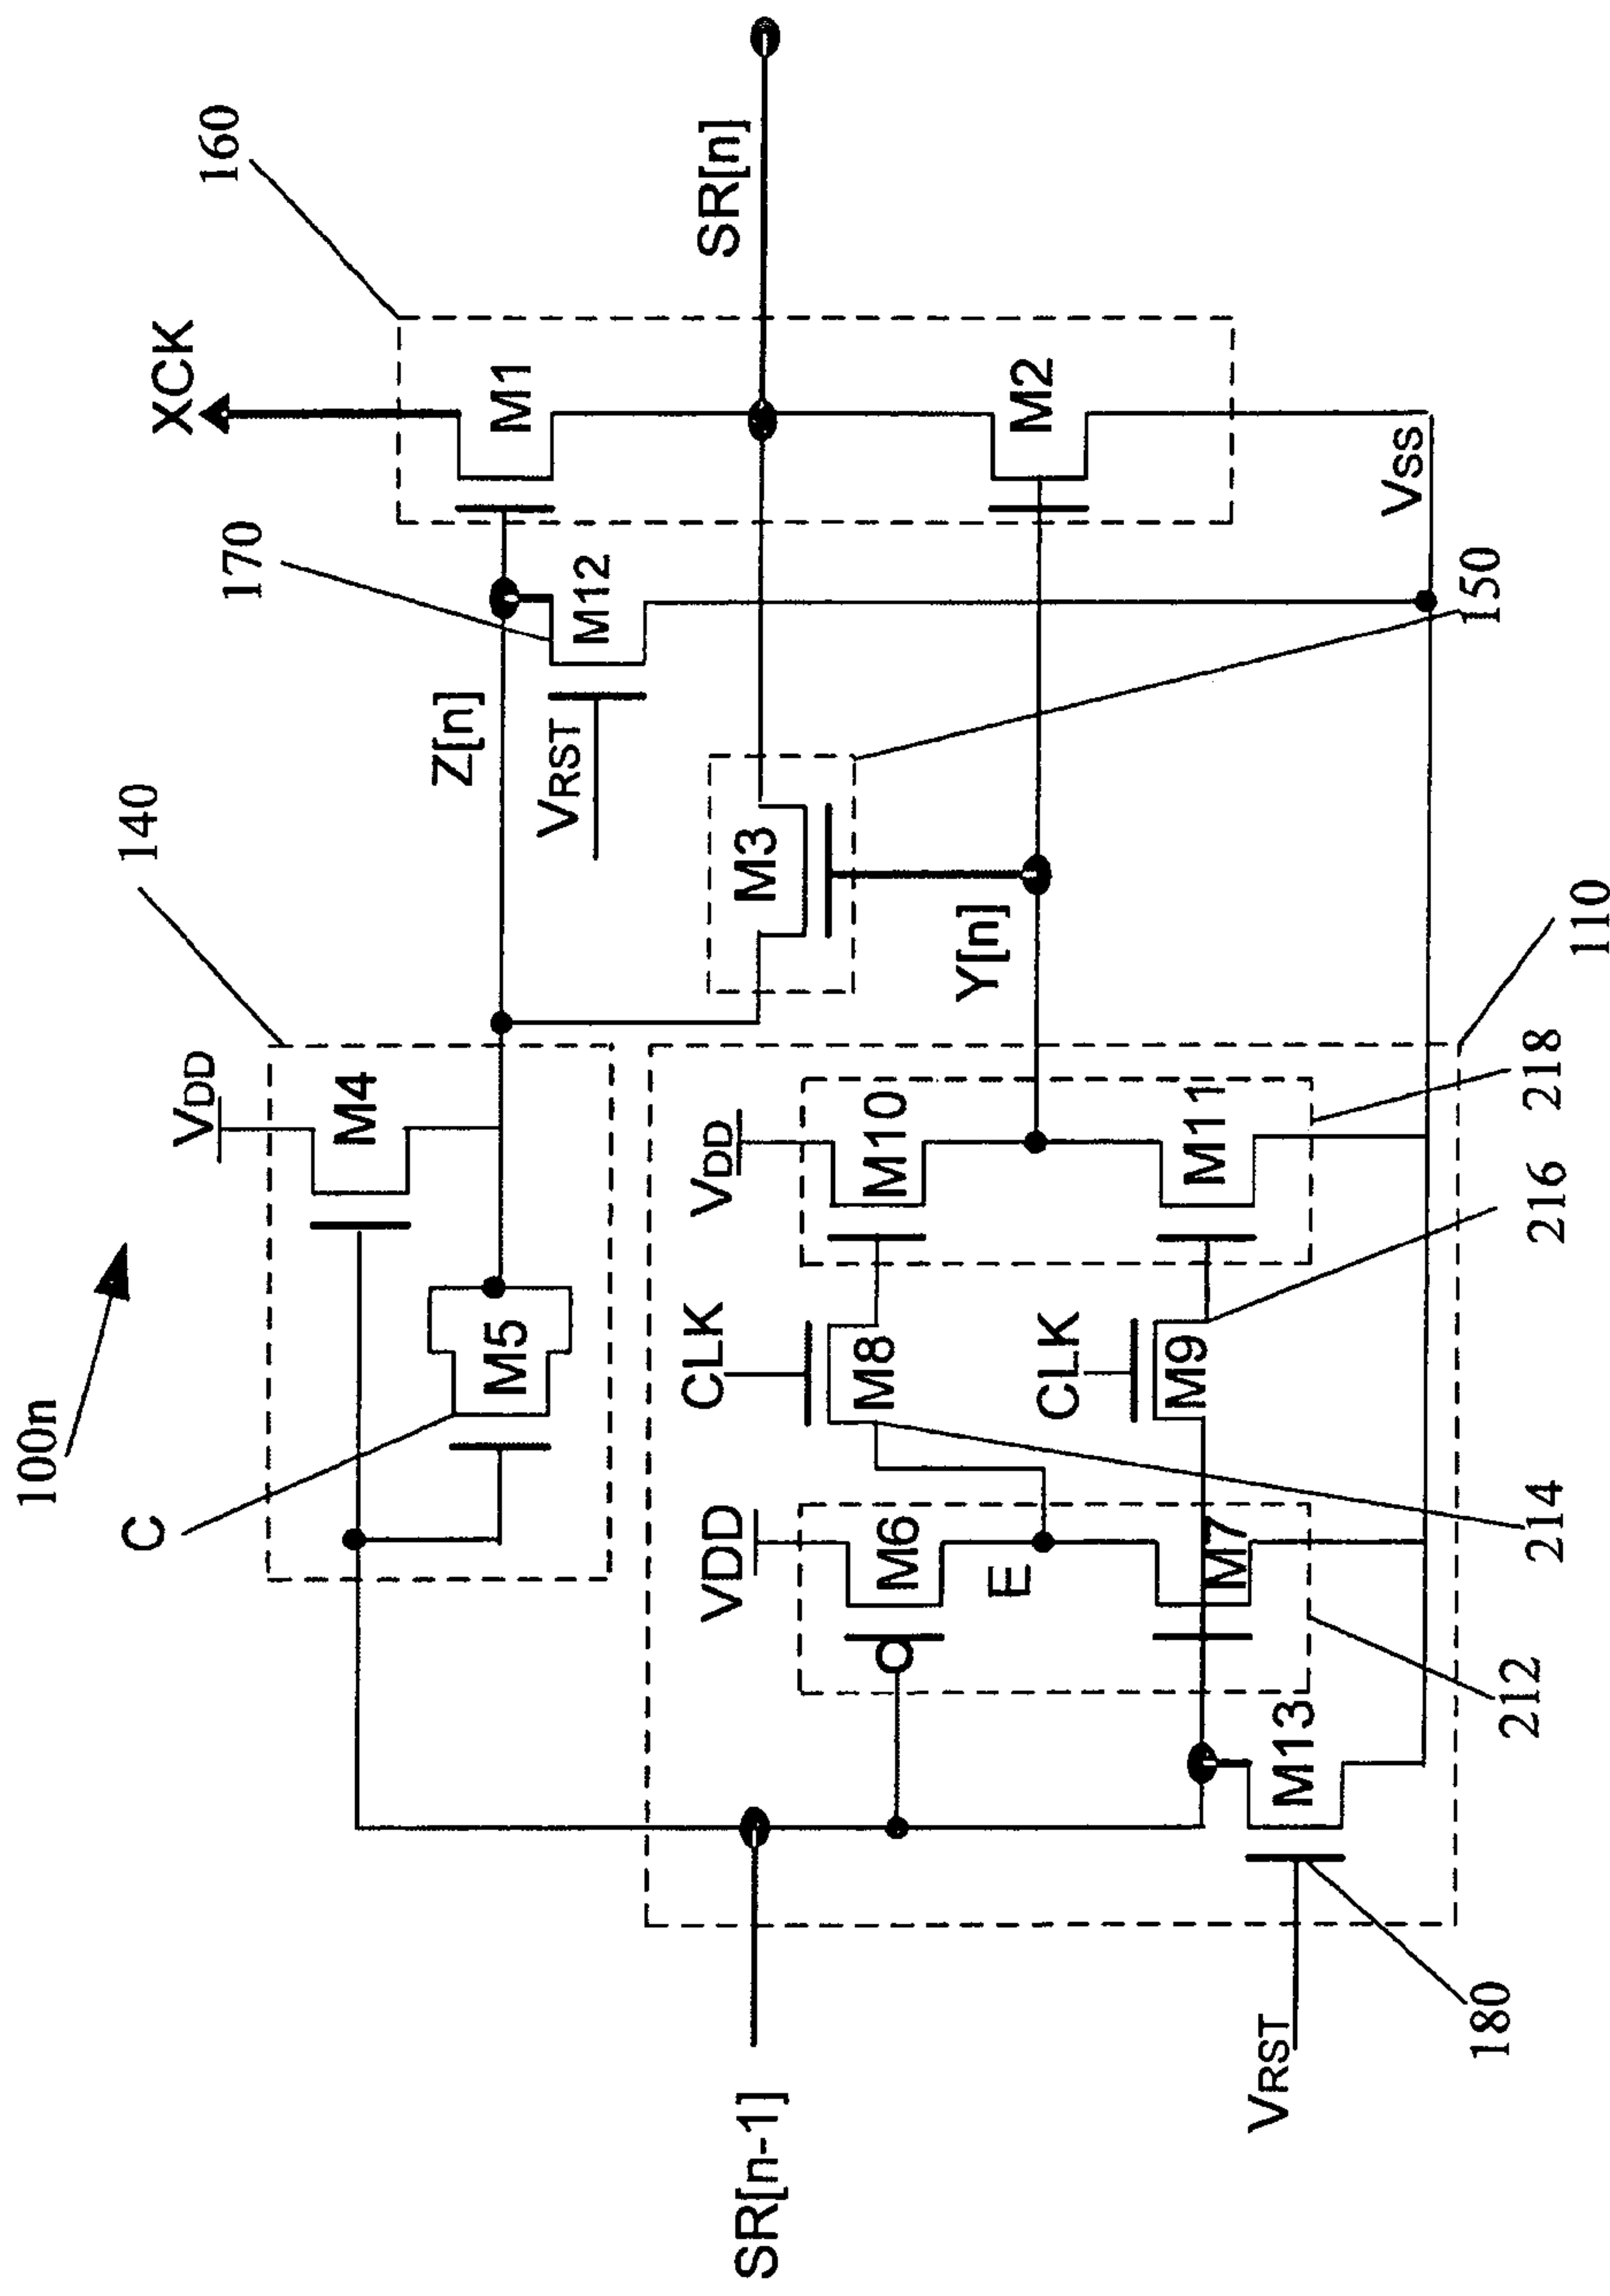 100n
XCK
160
140
VDD
M4
C
M5
Z[n]
170
M12
VRST
M1
SR[n]
M3
150
M2
Y[n]
VSS
SR[n-1]
VDD
M6
E
M7
212
CLK
M8
214
CLK
M9
216
VDD
M10
M11
218
110
M13
VRST
180